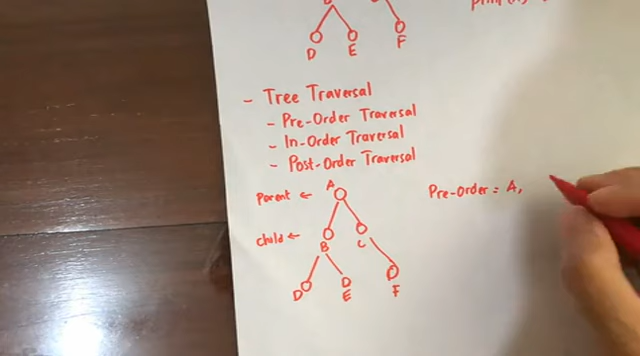 D E F
- Tree Traversal
- Pre-Order Traversal
- In-Order Traversal
- Post-Order Traversal
A
Parent ←
Pre-Order = A,
Child ←
B C
D E F